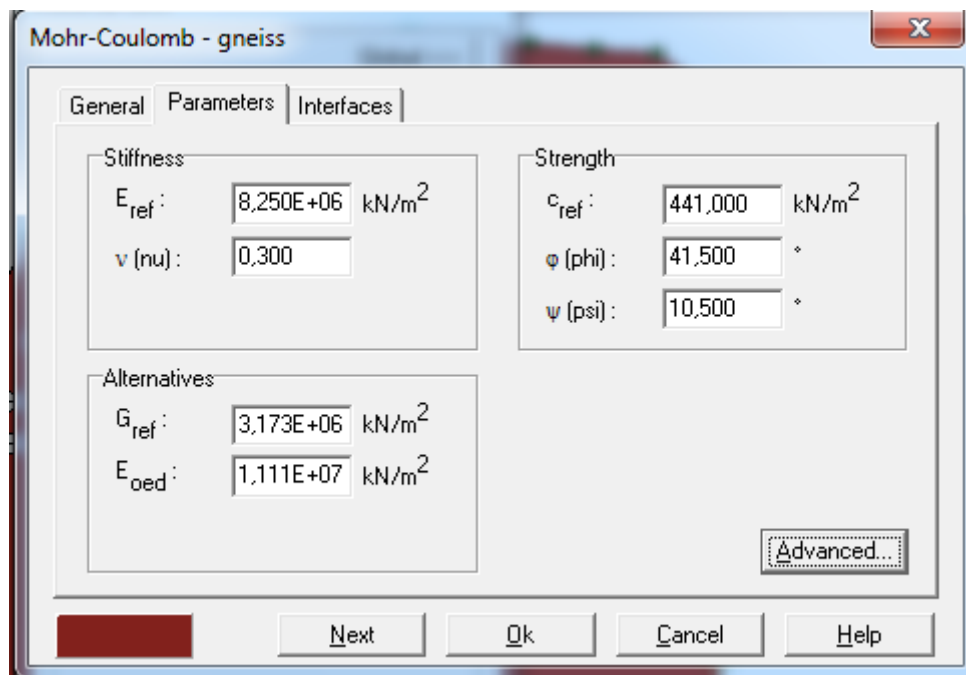 Mohr-Coulomb - gneiss
General Parameters Interfaces
Stiffness
E_ref : 8,250E+06 kN/m²
ν (nu) : 0,300
Strength
c_ref : 441,000 kN/m²
φ (phi) : 41,500 °
ψ (psi) : 10,500 °
Alternatives
G_ref : 3,173E+06 kN/m²
E_oed : 1,111E+07 kN/m²
Advanced...
Next Ok Cancel Help